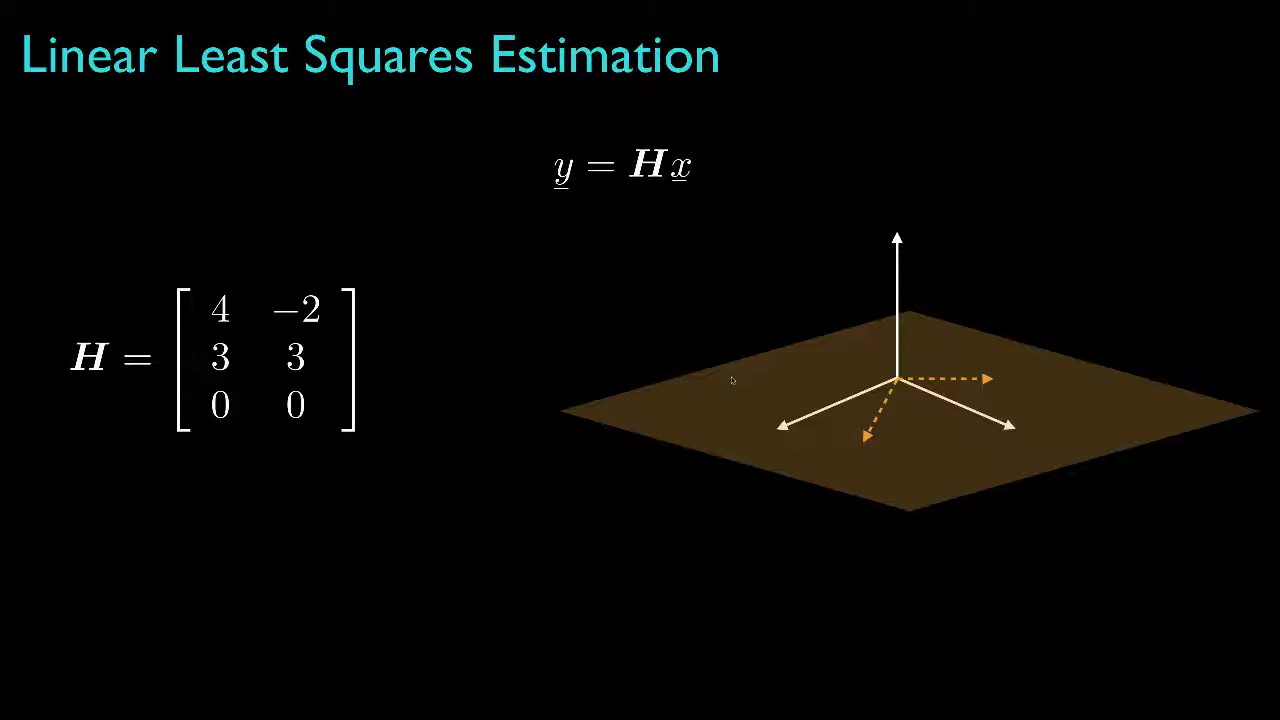 Linear Least Squares Estimation
y = Hx
H = [ 4 −2
3 3
0 0 ]